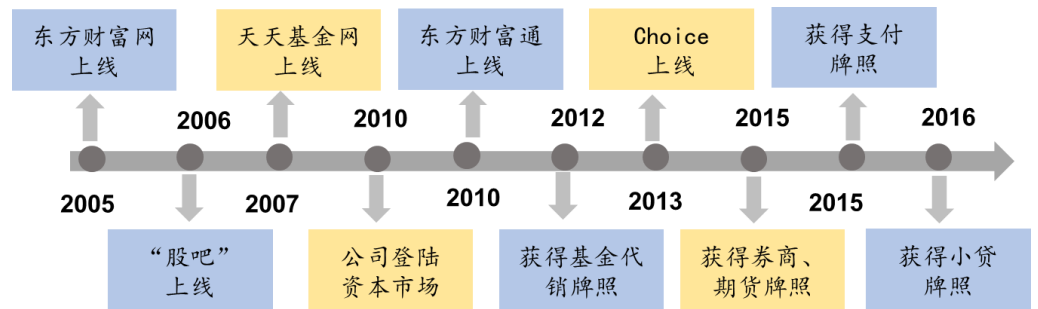 东方财富网
上线
天天基金网
上线
东方财富通
上线
Choice
上线
获得支付
牌照
2006
2010
2012
2015
2016
2005
2007
2010
2013
2015
“股吧”
上线
公司登陆
资本市场
获得基金代
销牌照
获得券商、
期货牌照
获得小贷
牌照